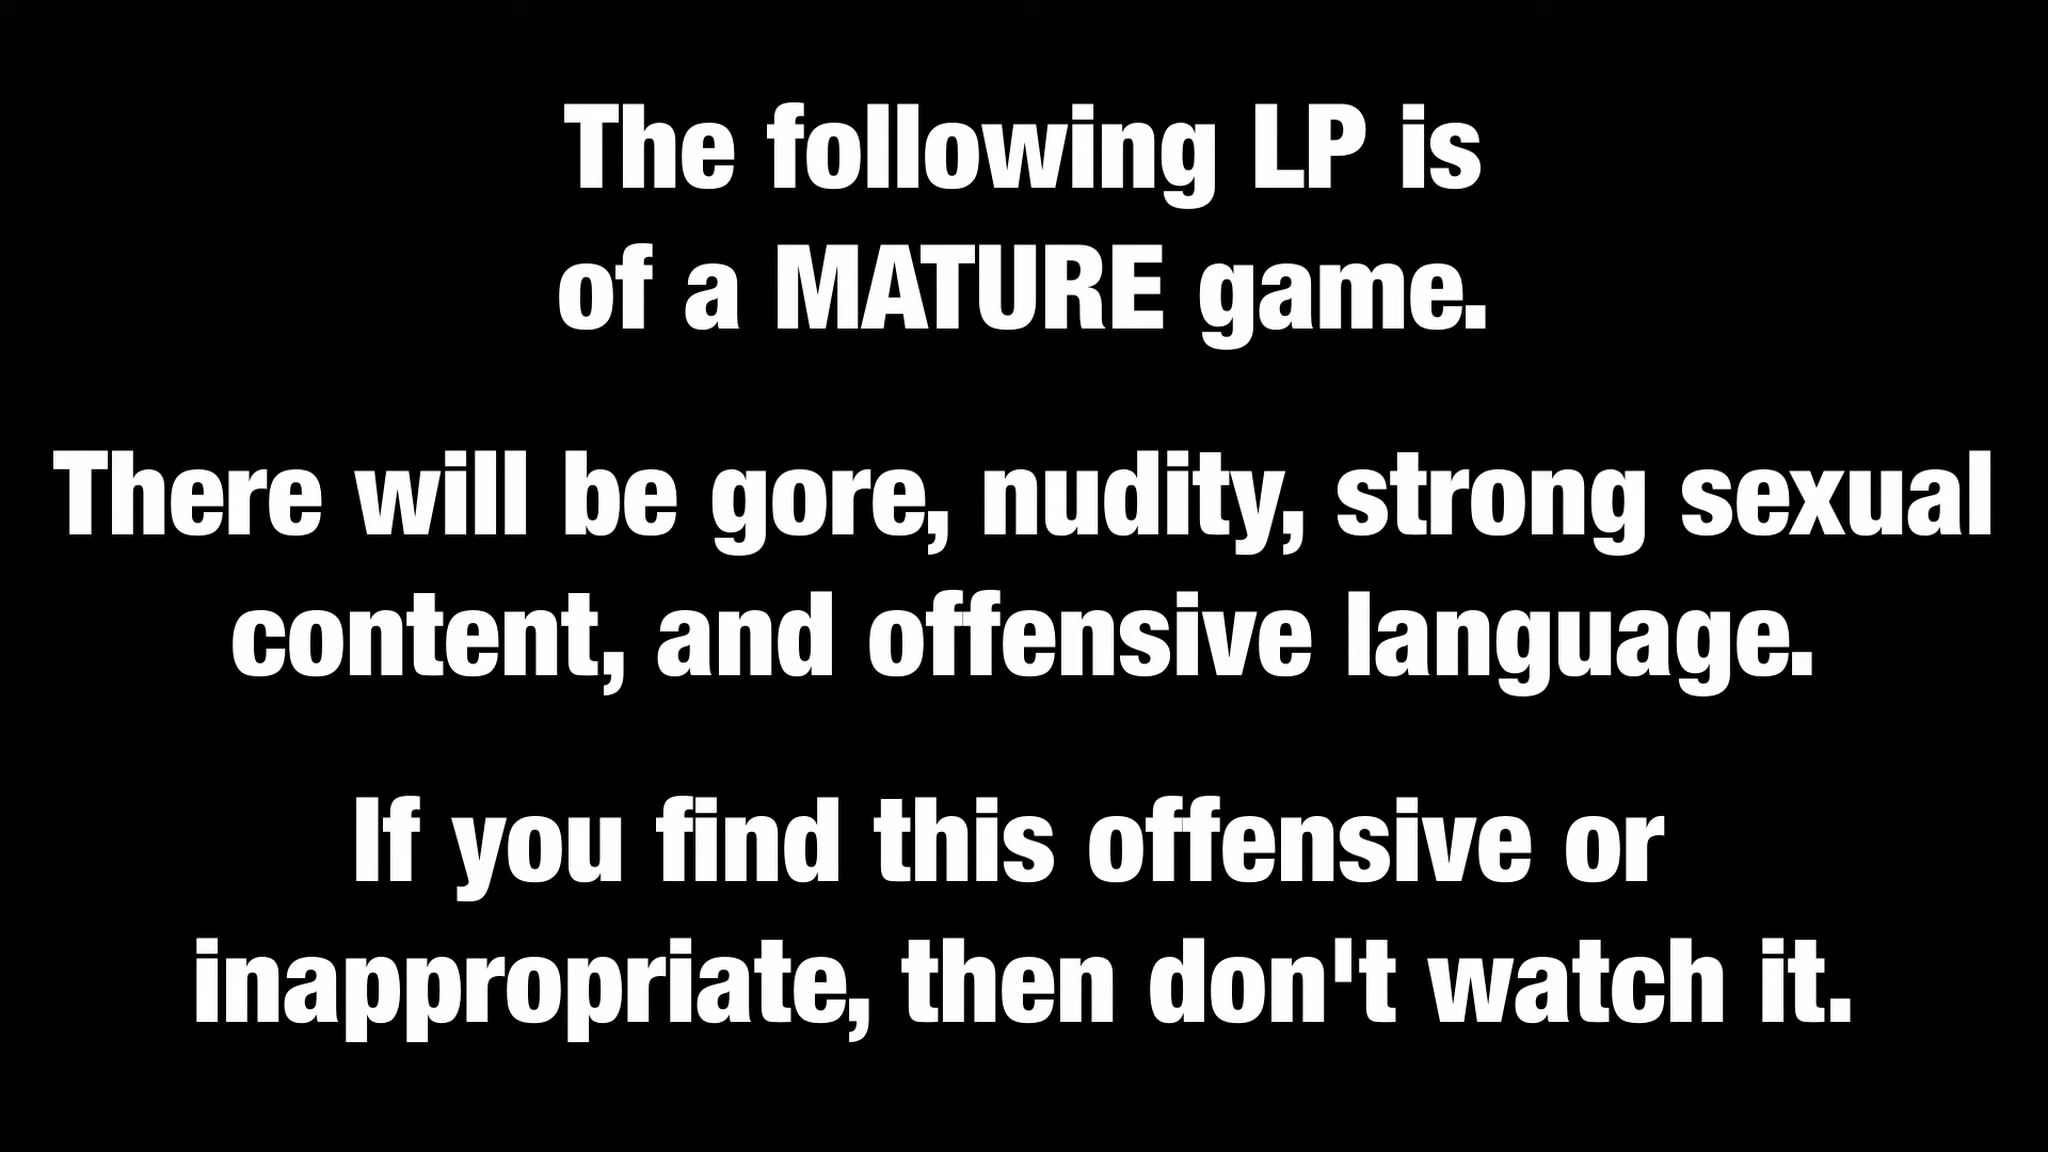 The following LP is
of a MATURE game.
There will be gore, nudity, strong sexual
content, and offensive language.
If you find this offensive or
inappropriate, then don't watch it.